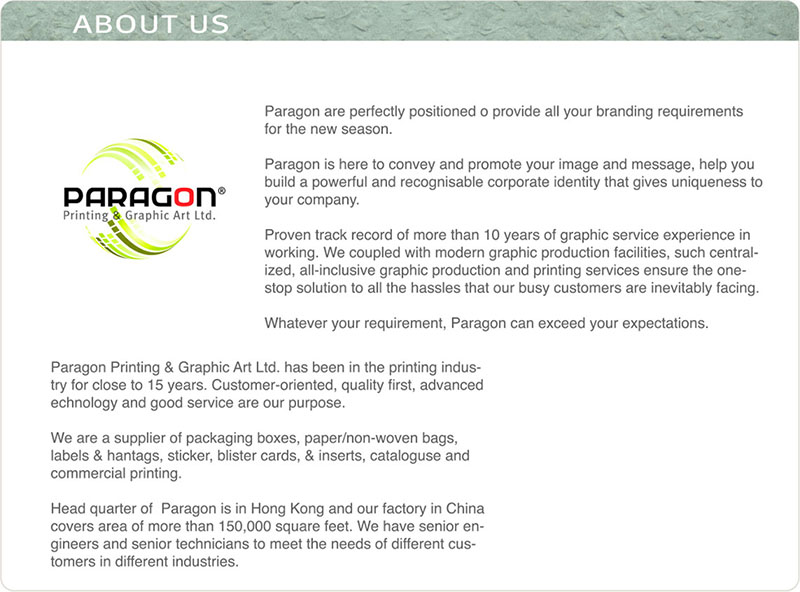 ABOUT US
PARAGON®
Printing & Graphic Art Ltd.
Paragon are perfectly positioned o provide all your branding requirements
for the new season.
Paragon is here to convey and promote your image and message, help you
build a powerful and recognisable corporate identity that gives uniqueness to
your company.
Proven track record of more than 10 years of graphic service experience in
working. We coupled with modern graphic production facilities, such central-
ized, all-inclusive graphic production and printing services ensure the one-
stop solution to all the hassles that our busy customers are inevitably facing.
Whatever your requirement, Paragon can exceed your expectations.
Paragon Printing & Graphic Art Ltd. has been in the printing indus-
try for close to 15 years. Customer-oriented, quality first, advanced
echnology and good service are our purpose.
We are a supplier of packaging boxes, paper/non-woven bags,
labels & hantags, sticker, blister cards, & inserts, cataloguse and
commercial printing.
Head quarter of  Paragon is in Hong Kong and our factory in China
covers area of more than 150,000 square feet. We have senior en-
gineers and senior technicians to meet the needs of different cus-
tomers in different industries.